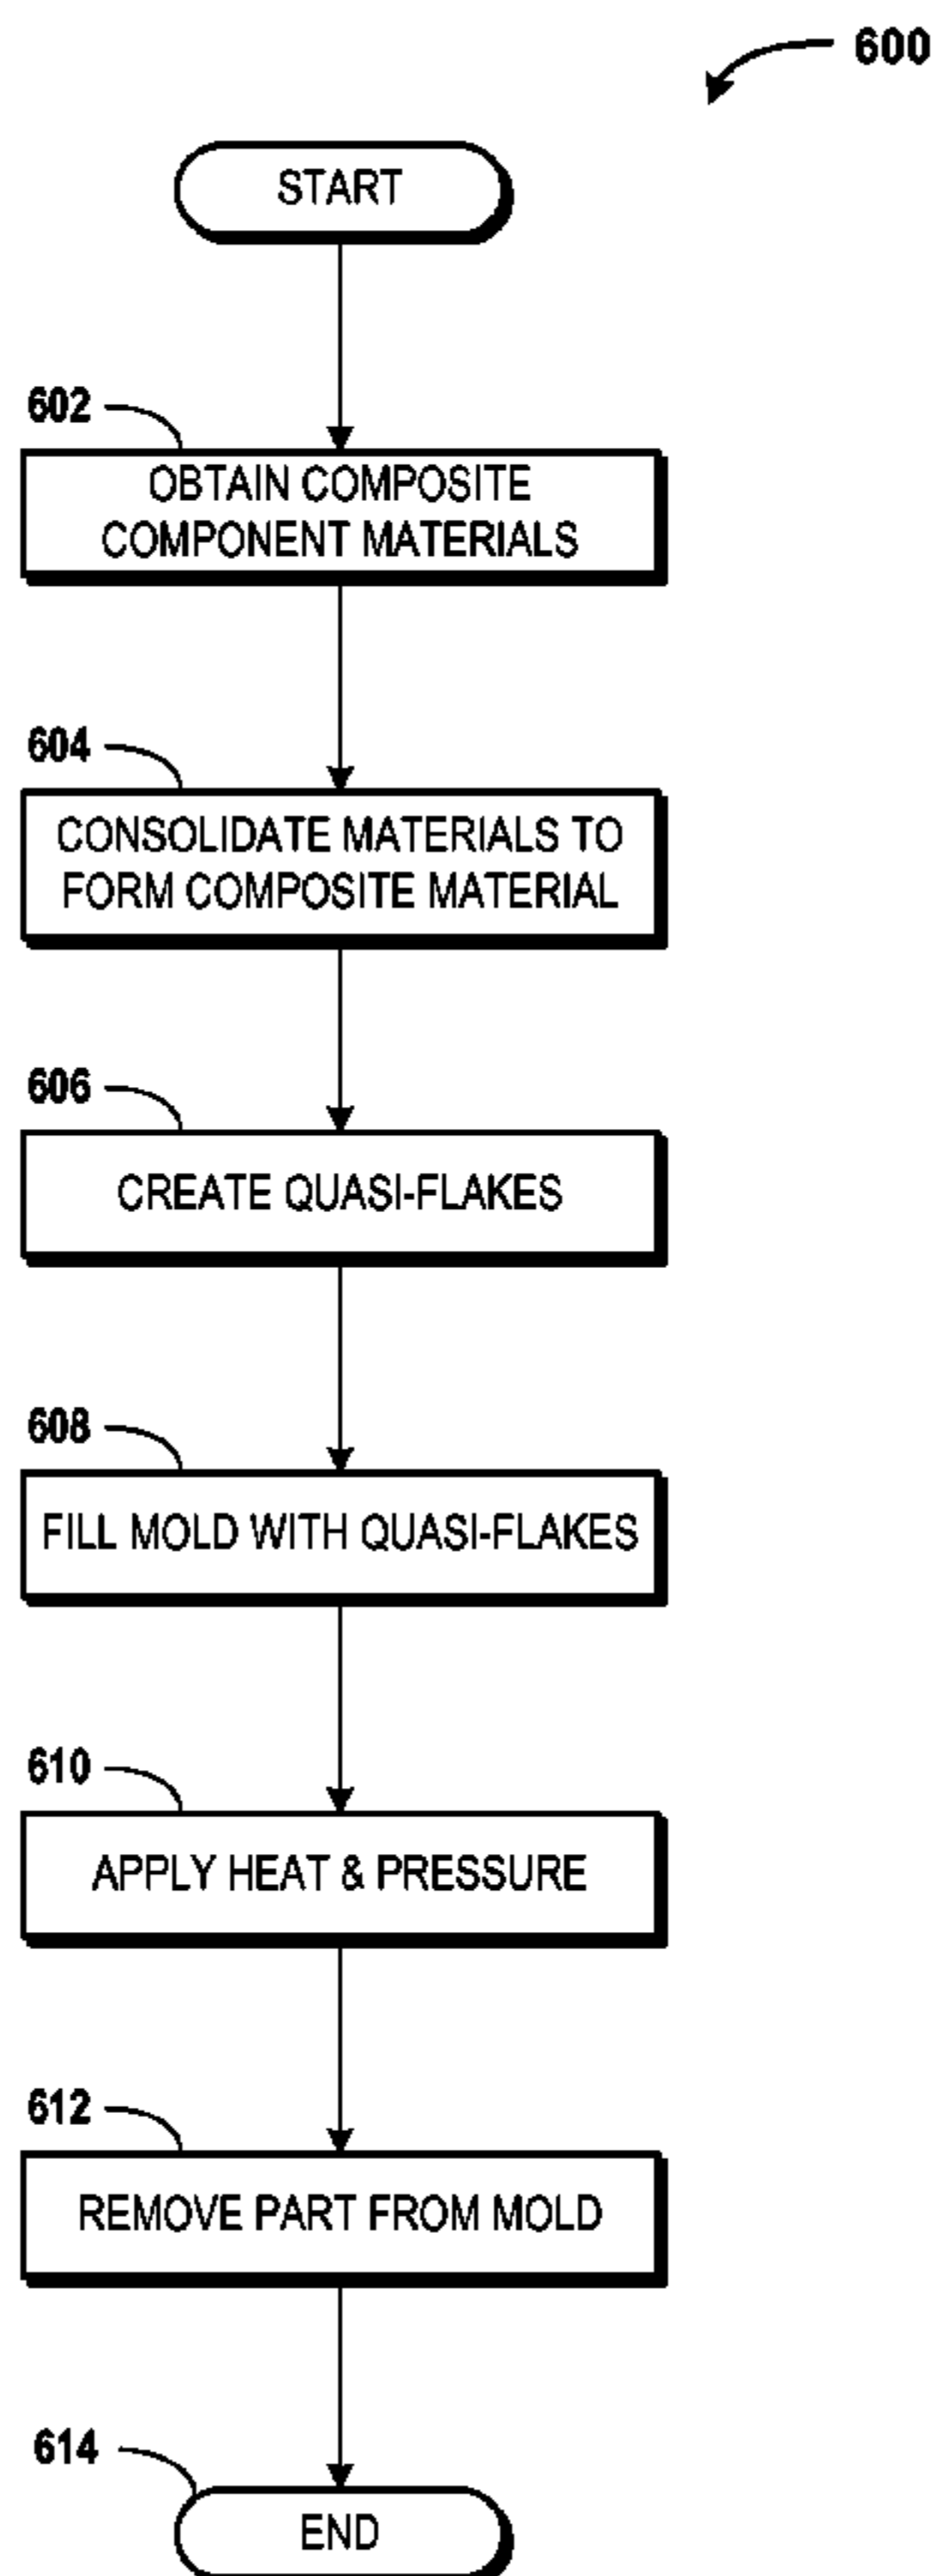 600
START
602
OBTAIN COMPOSITE
COMPONENT MATERIALS
604
CONSOLIDATE MATERIALS TO
FORM COMPOSITE MATERIAL
606
CREATE QUASI-FLAKES
608
FILL MOLD WITH QUASI-FLAKES
610
APPLY HEAT & PRESSURE
612
REMOVE PART FROM MOLD
614
END